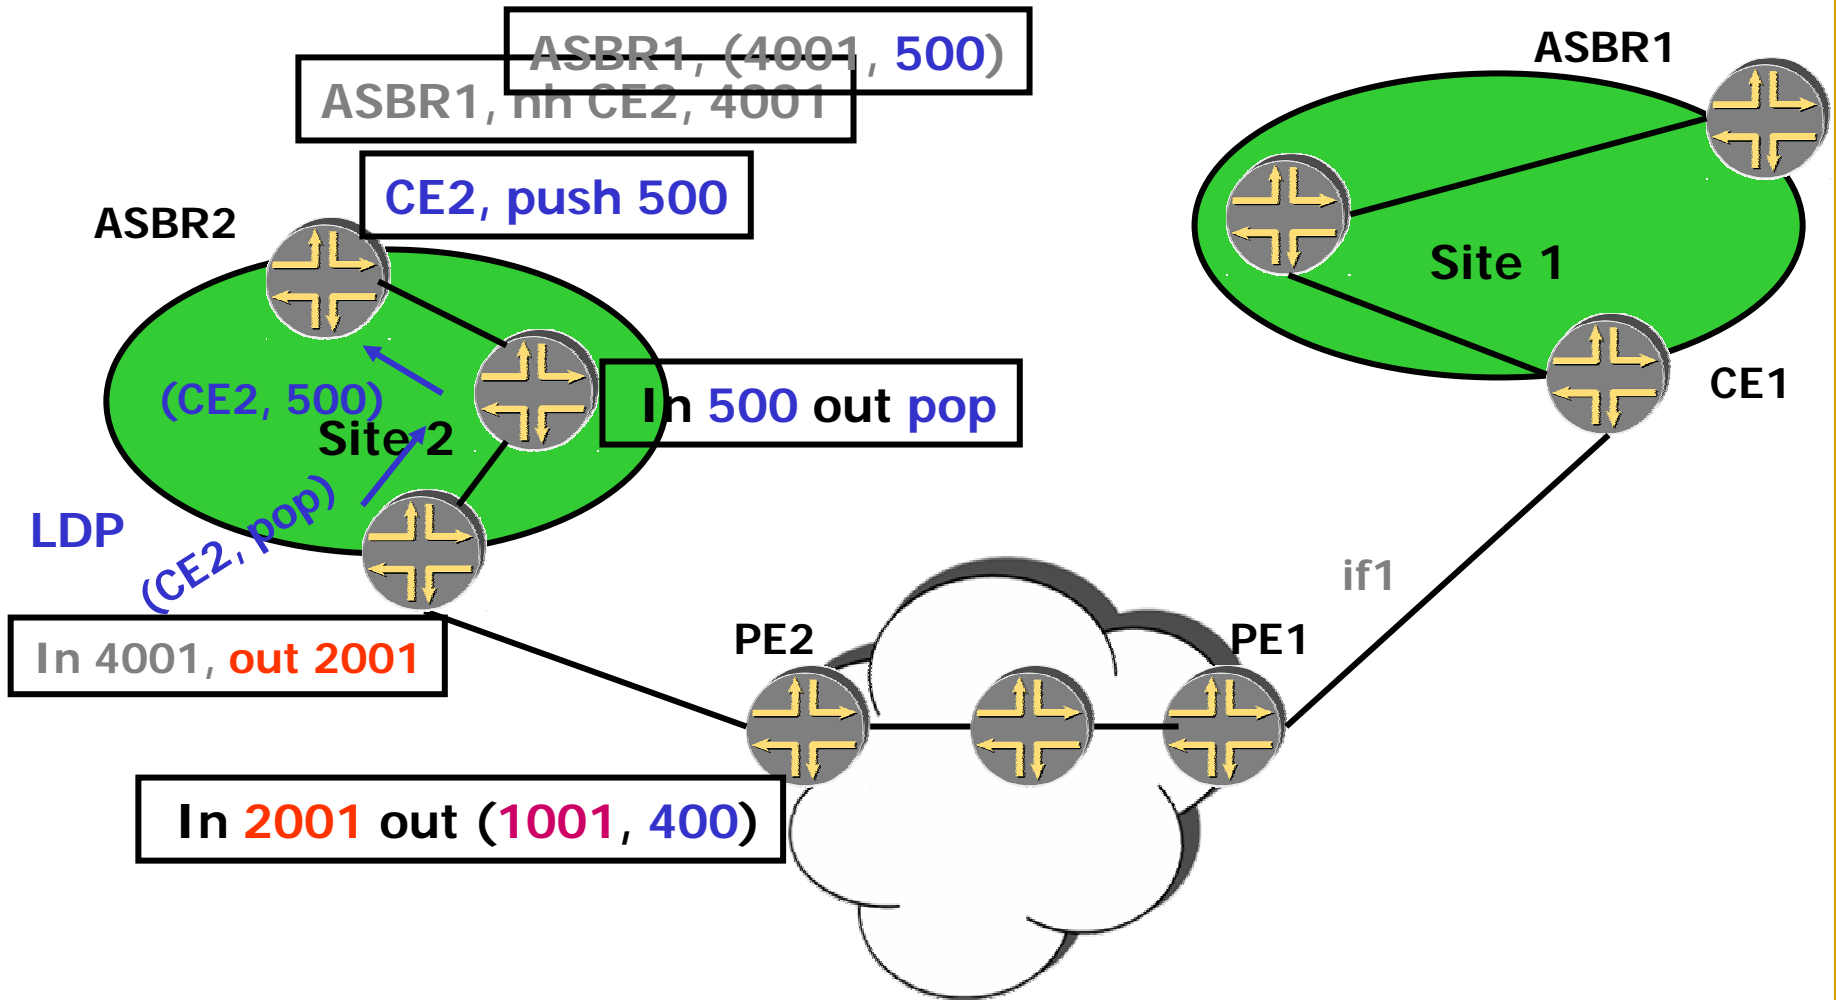 ASBR1, (4001, 500)
ASBR1, nh CE2, 4001
CE2, push 500
ASBR2
ASBR1
Site 1
CE1
(CE2, 500)
Site 2
In 500 out pop
LDP
(CE2, pop)
In 4001, out 2001
if1
PE2
PE1
In 2001 out (1001, 400)